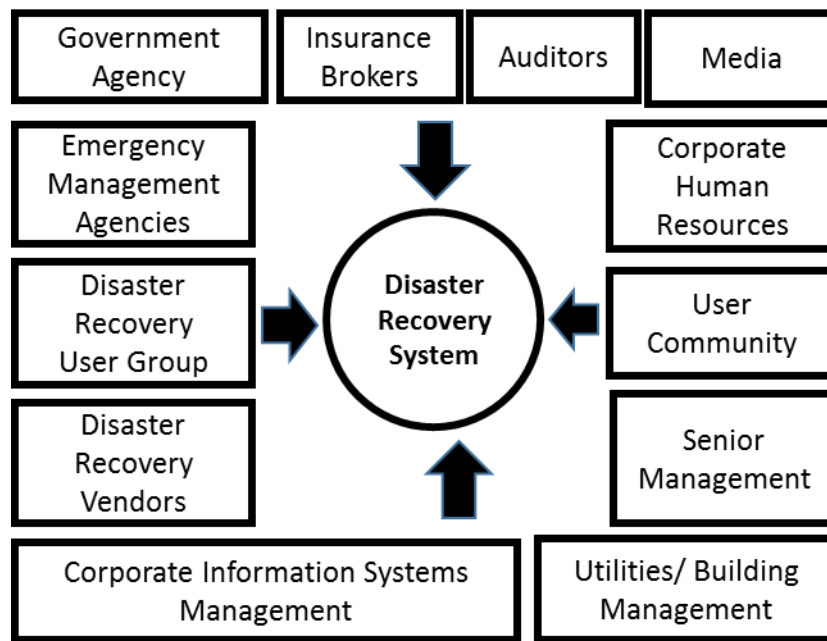 Government
Agency
Insurance
Brokers
Auditors
Media
Emergency
Management
Agencies
Corporate
Human
Resources
Disaster
Recovery
User Group
Disaster
Recovery
System
User
Community
Disaster
Recovery
Vendors
Senior
Management
Corporate Information Systems
Management
Utilities/ Building
Management